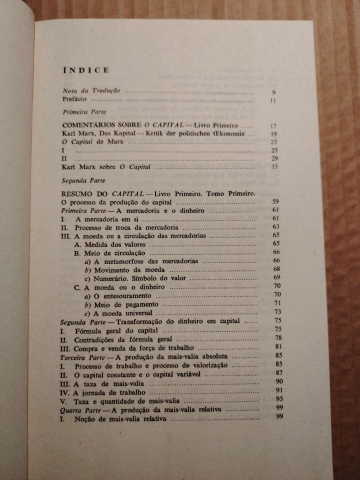 ÍNDICE
Nota da Tradução 9
Prefácio 11
Primeira Parte
COMENTÁRIOS SOBRE O CAPITAL — Livro Primeiro 17
Karl Marx, Das Kapital — Kritik der politischen Œkonomie 19
O Capital de Marx 25
I 25
II 29
Karl Marx sobre O Capital 33
Segunda Parte
RESUMO DO CAPITAL — Livro Primeiro. Tomo Primeiro.
O processo da produção do capital 59
Primeira Parte — A mercadoria e o dinheiro 61
I. A mercadoria em si 61
II. Processo de troca da mercadoria 63
III. A moeda ou a circulação das mercadorias 65
A. Medida dos valores 65
B. Meio de circulação 66
a) A metamorfose das mercadorias 66
b) Movimento da moeda 68
c) Numerário. Símbolo do valor 69
C. A moeda ou o dinheiro 70
a) O entesouramento 70
b) Meio de pagamento 71
c) A moeda universal 73
Segunda Parte — Transformação do dinheiro em capital 75
I. Fórmula geral do capital 75
II. Contradições da fórmula geral 78
III. Compra e venda da força de trabalho 81
Terceira Parte — A produção da mais-valia absoluta 85
I. Processo de trabalho e processo de valorização 85
II. O capital constante e o capital variável 87
III. A taxa de mais-valia 90
IV. A jornada de trabalho 91
V. Taxa e quantidade de mais-valia 95
Quarta Parte — A produção da mais-valia relativa 99
I. Noção de mais-valia relativa 99